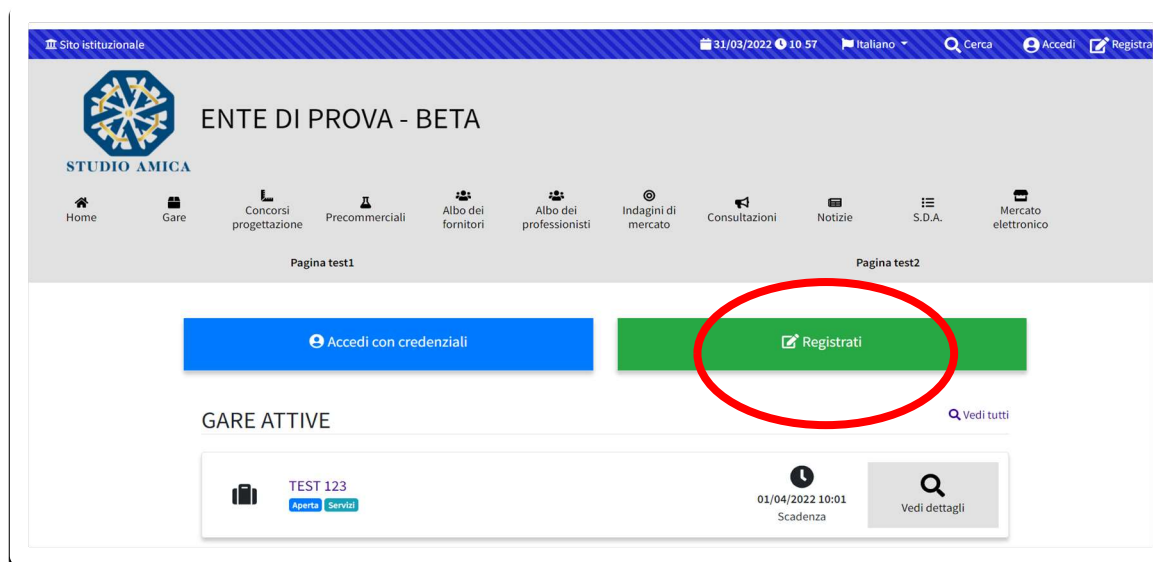 Sito istituzionale
31/03/2022 10 57 Italiano Cerca Accedi Registra
STUDIO AMICA
ENTE DI PROVA - BETA
Home Gare Concorsi progettazione Precommerciali Albo dei fornitori Albo dei professionisti Indagini di mercato Consultazioni Notizie S.D.A. Mercato elettronico
Pagina test1 Pagina test2
Accedi con credenziali Registrati
GARE ATTIVE Vedi tutti
TEST 123
Aperta Servizi
01/04/2022 10:01
Scadenza
Vedi dettagli